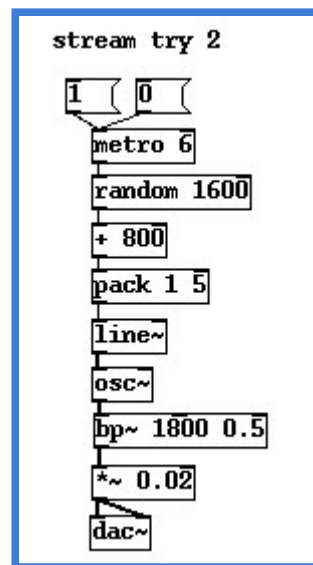 stream try 2
1 0
metro 6
random 1600
+ 800
pack 1 5
line~
osc~
bp~ 1800 0.5
*~ 0.02
dac~